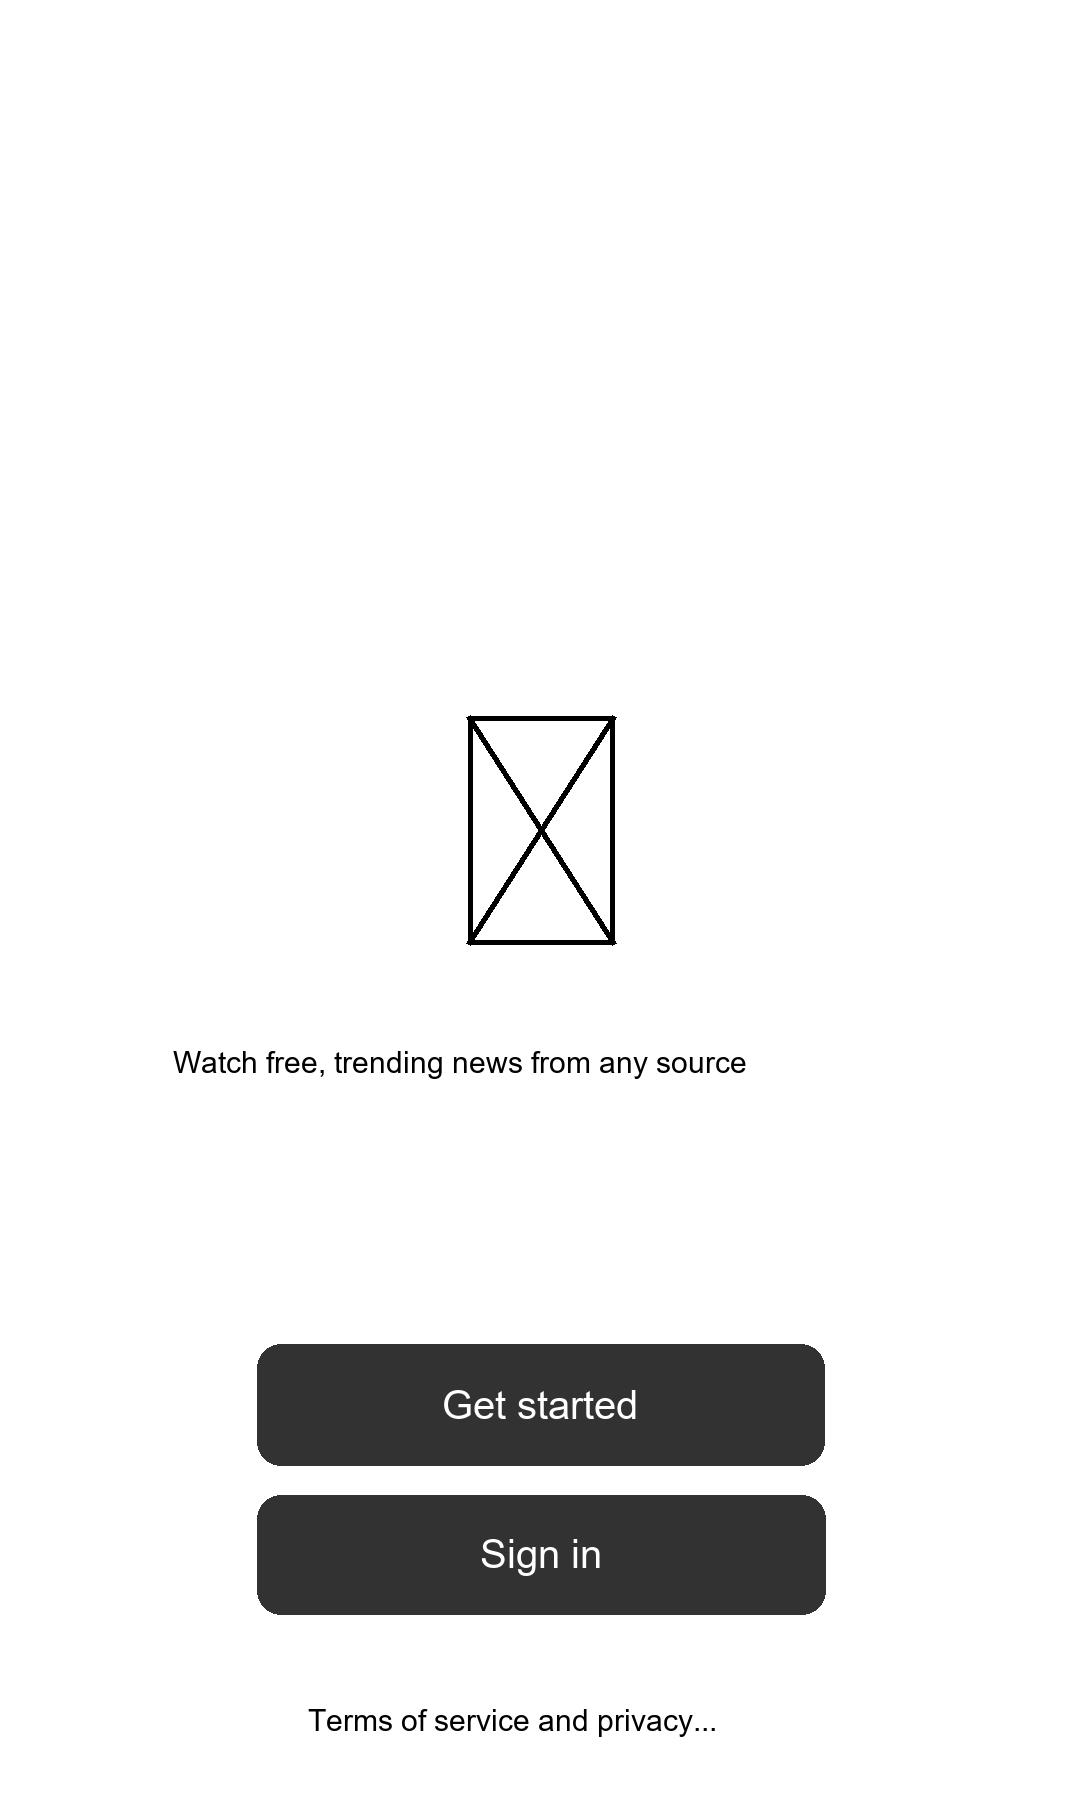 Watch free, trending news from any source
Get started
Sign in
Terms of service and privacy...